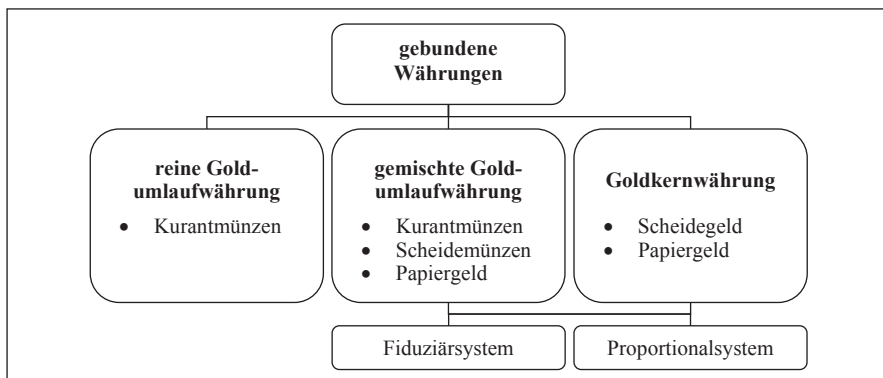 gebundene
Währungen
reine Gold-
umlaufwährung
• Kurantmünzen
gemischte Gold-
umlaufwährung
• Kurantmünzen
• Scheidemünzen
• Papiergeld
Goldkernwährung
• Scheidegeld
• Papiergeld
Fiduziärsystem
Proportionalsystem